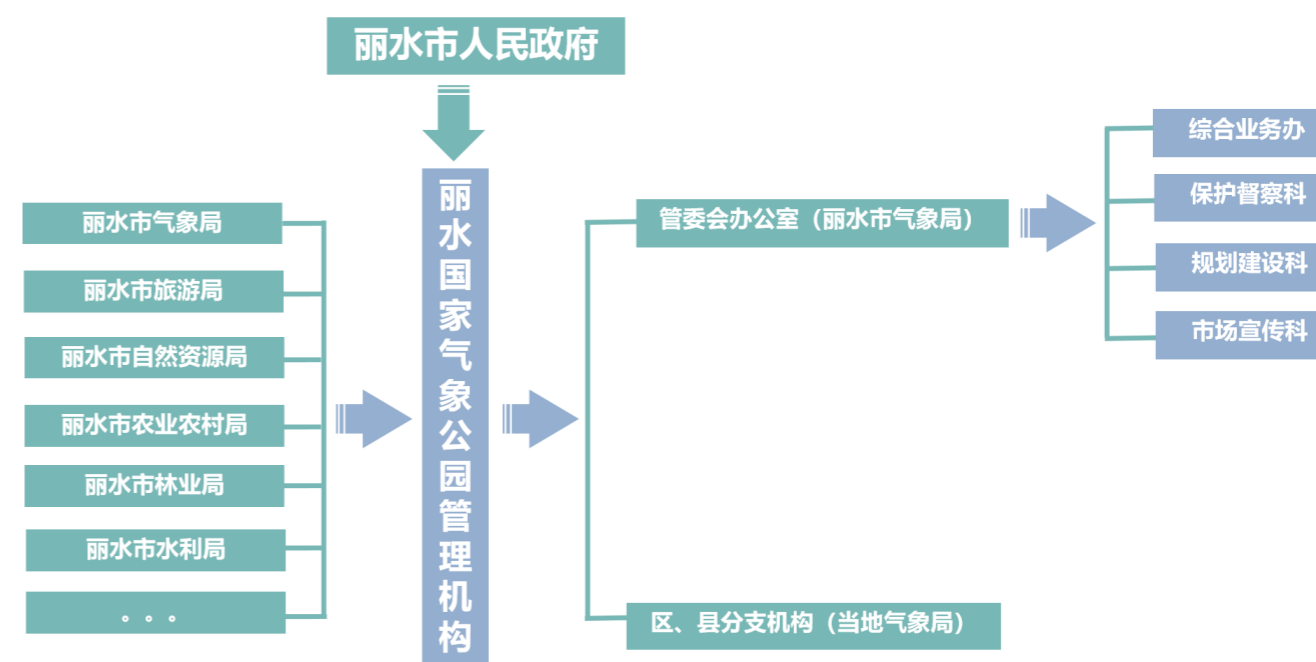 丽水市人民政府
丽水市气象局
丽水市旅游局
丽水市自然资源局
丽水市农业农村局
丽水市林业局
丽水市水利局
。。。
丽水国家气象公园管理机构
管委会办公室（丽水市气象局）
区、县分支机构（当地气象局）
综合业务办
保护督察科
规划建设科
市场宣传科